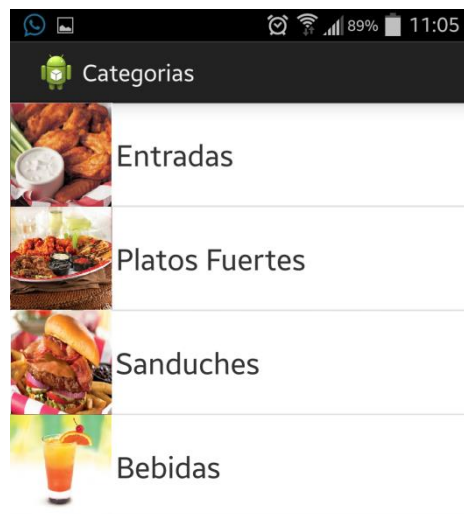 89% 11:05
Categorias
Entradas
Platos Fuertes
Sanduches
Bebidas